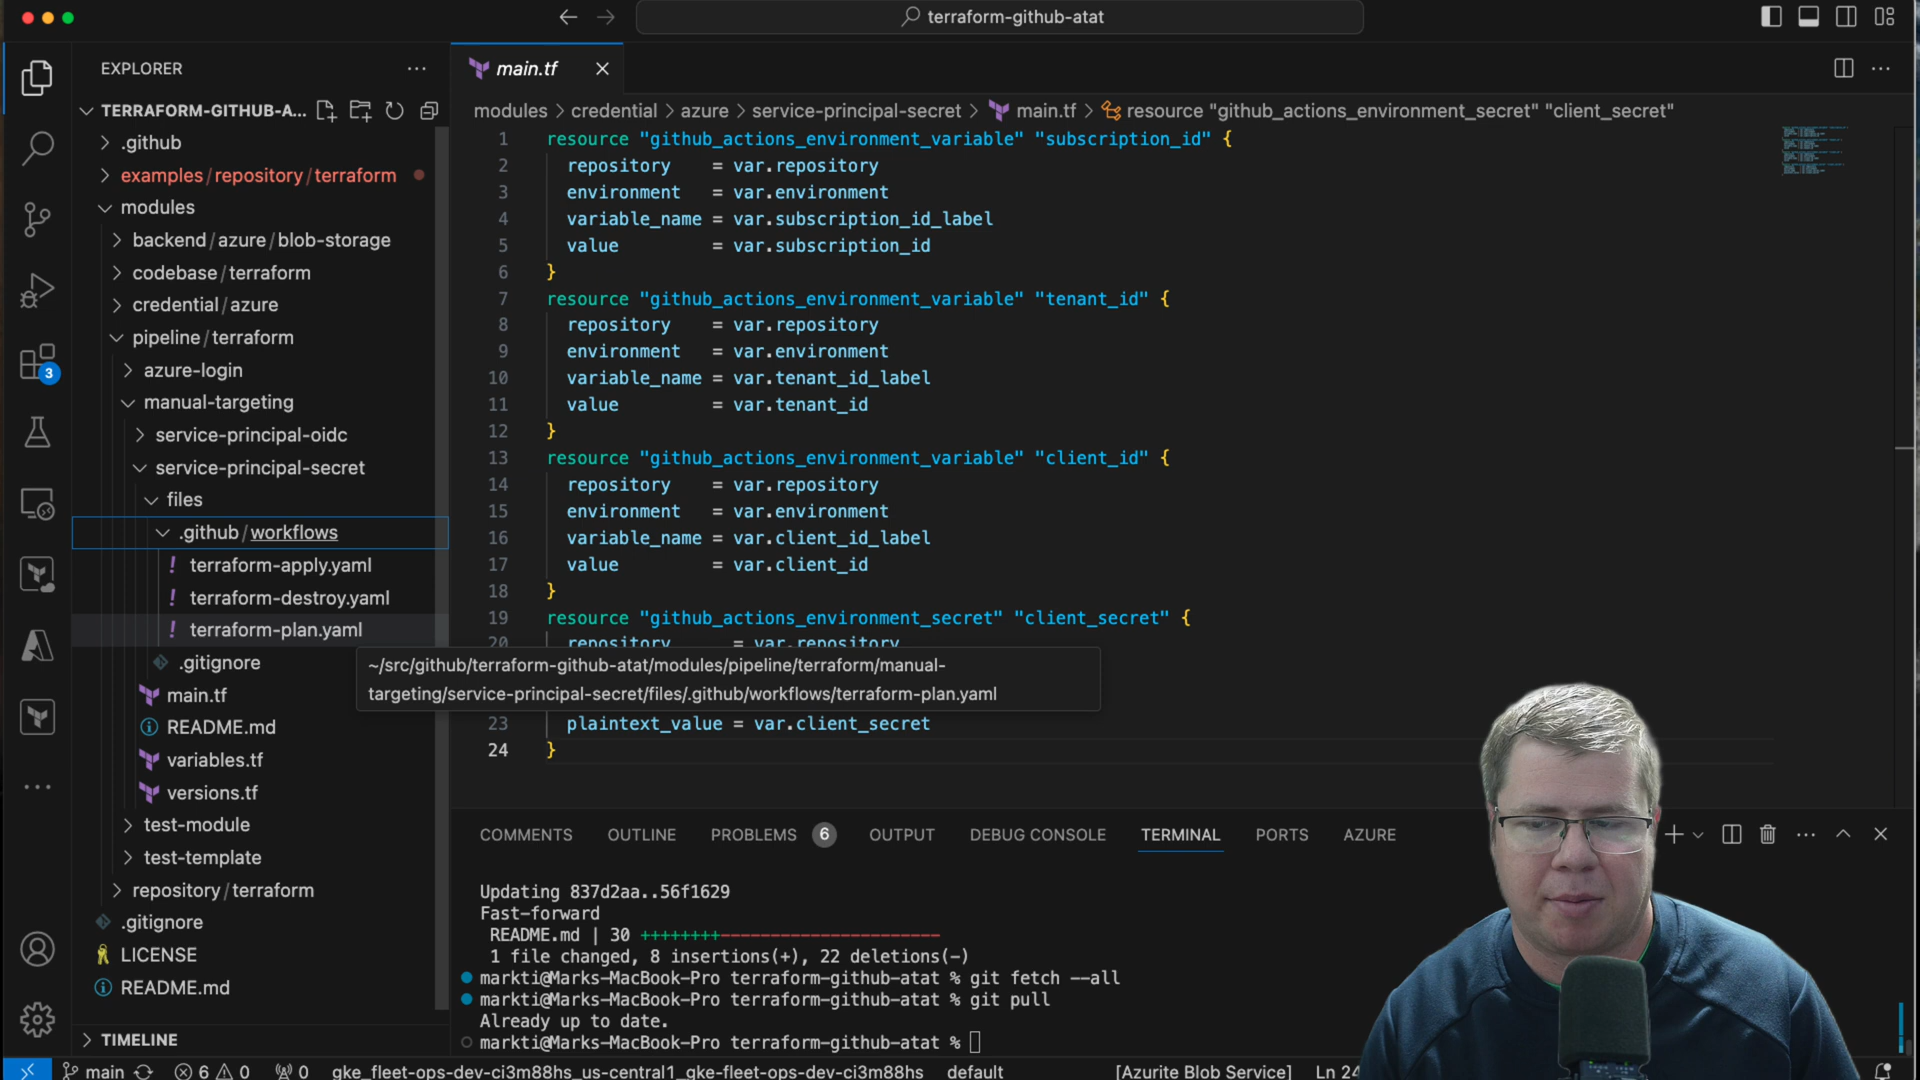 terraform-github-atat
EXPLORER
TERRAFORM-GITHUB-A...
.github
examples/repository/terraform
modules
backend/azure/blob-storage
codebase/terraform
credential/azure
pipeline/terraform
azure-login
manual-targeting
service-principal-oidc
service-principal-secret
files
.github/workflows
! terraform-apply.yaml
! terraform-destroy.yaml
! terraform-plan.yaml
.gitignore
main.tf
README.md
variables.tf
versions.tf
test-module
test-template
repository/terraform
.gitignore
LICENSE
README.md
TIMELINE
3
main.tf
modules > credential > azure > service-principal-secret > main.tf > resource "github_actions_environment_secret" "client_secret"
1 resource "github_actions_environment_variable" "subscription_id" {
2 repository = var.repository
3 environment = var.environment
4 variable_name = var.subscription_id_label
5 value = var.subscription_id
6 }
7 resource "github_actions_environment_variable" "tenant_id" {
8 repository = var.repository
9 environment = var.environment
10 variable_name = var.tenant_id_label
11 value = var.tenant_id
12 }
13 resource "github_actions_environment_variable" "client_id" {
14 repository = var.repository
15 environment = var.environment
16 variable_name = var.client_id_label
17 value = var.client_id
18 }
19 resource "github_actions_environment_secret" "client_secret" {
20 repository = var.repository
~/src/github/terraform-github-atat/modules/pipeline/terraform/manual-
targeting/service-principal-secret/files/.github/workflows/terraform-plan.yaml
23 plaintext_value = var.client_secret
24 }
COMMENTS OUTLINE PROBLEMS 6 OUTPUT DEBUG CONSOLE TERMINAL PORTS AZURE
Updating 837d2aa..56f1629
Fast-forward
README.md | 30 ++++++++----------------------
1 file changed, 8 insertions(+), 22 deletions(-)
markti@Marks-MacBook-Pro terraform-github-atat % git fetch --all
markti@Marks-MacBook-Pro terraform-github-atat % git pull
Already up to date.
markti@Marks-MacBook-Pro terraform-github-atat %
main 6 0 0 gke_fleet-ops-dev-ci3m88hs_us-central1_gke-fleet-ops-dev-ci3m88hs default [Azurite Blob Service] Ln 24